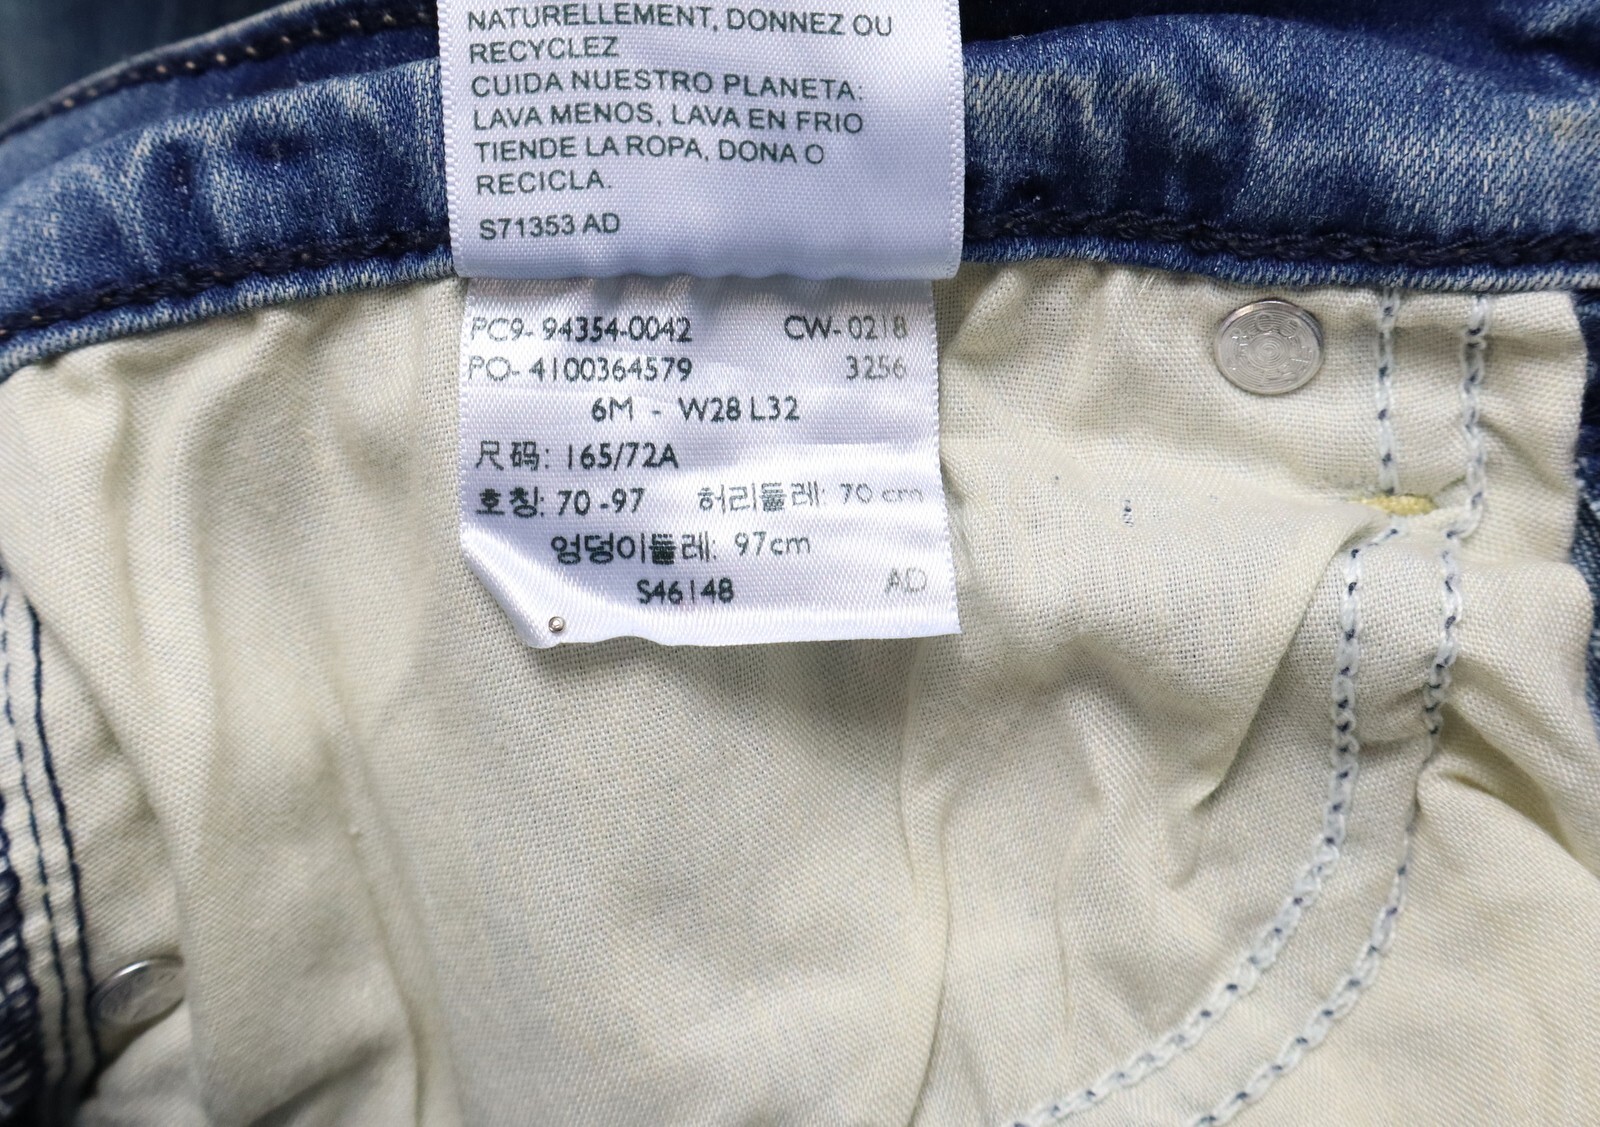 NATURELLEMENT, DONNEZ OU
RECYCLEZ
CUIDA NUESTRO PLANETA:
LAVA MENOS, LAVA EN FRIO
TIENDE LA ROPA, DONA O
RECICLA.
S71353 AD
PC9- 94354-0042 CW- 0218
PO- 4100364579 3256
6M - W28 L32
尺码: 165/72A
호칭: 70 -97 허리둘레: 70 cm
엉덩이둘레: 97cm
S46148 AD